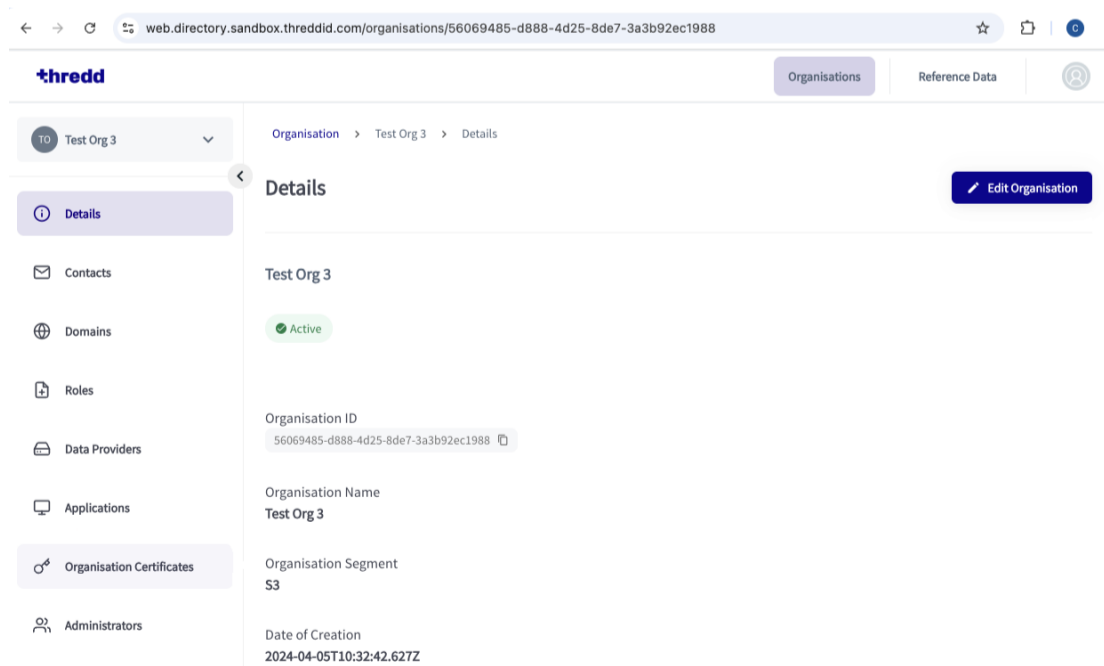 web.directory.sandbox.threddid.com/organisations/56069485-d888-4d25-8de7-3a3b92ec1988
C
thredd
Organisations
Reference Data
TO Test Org 3
Organisation > Test Org 3 > Details
Details
Edit Organisation
Details
Contacts
Domains
Roles
Data Providers
Applications
Organisation Certificates
Administrators
Test Org 3
Active
Organisation ID
56069485-d888-4d25-8de7-3a3b92ec1988
Organisation Name
Test Org 3
Organisation Segment
S3
Date of Creation
2024-04-05T10:32:42.627Z